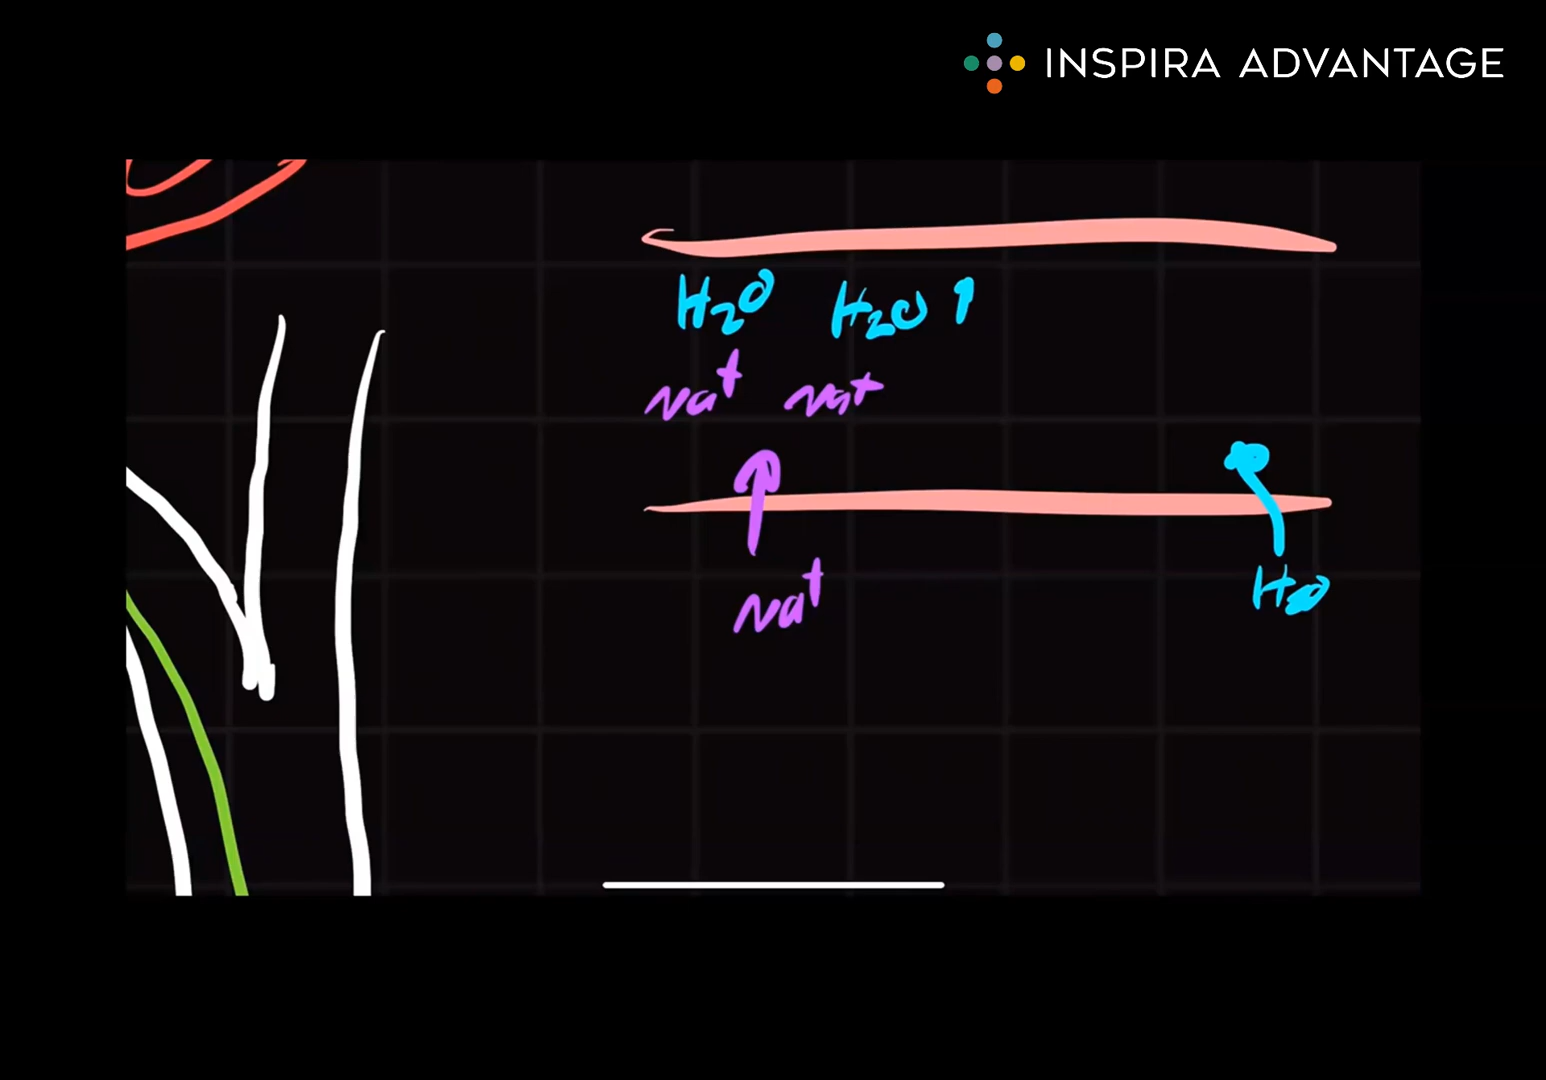 INSPIRA ADVANTAGE
H₂O H₂O ↑
Na⁺ Na⁺
Na⁺
H₂O